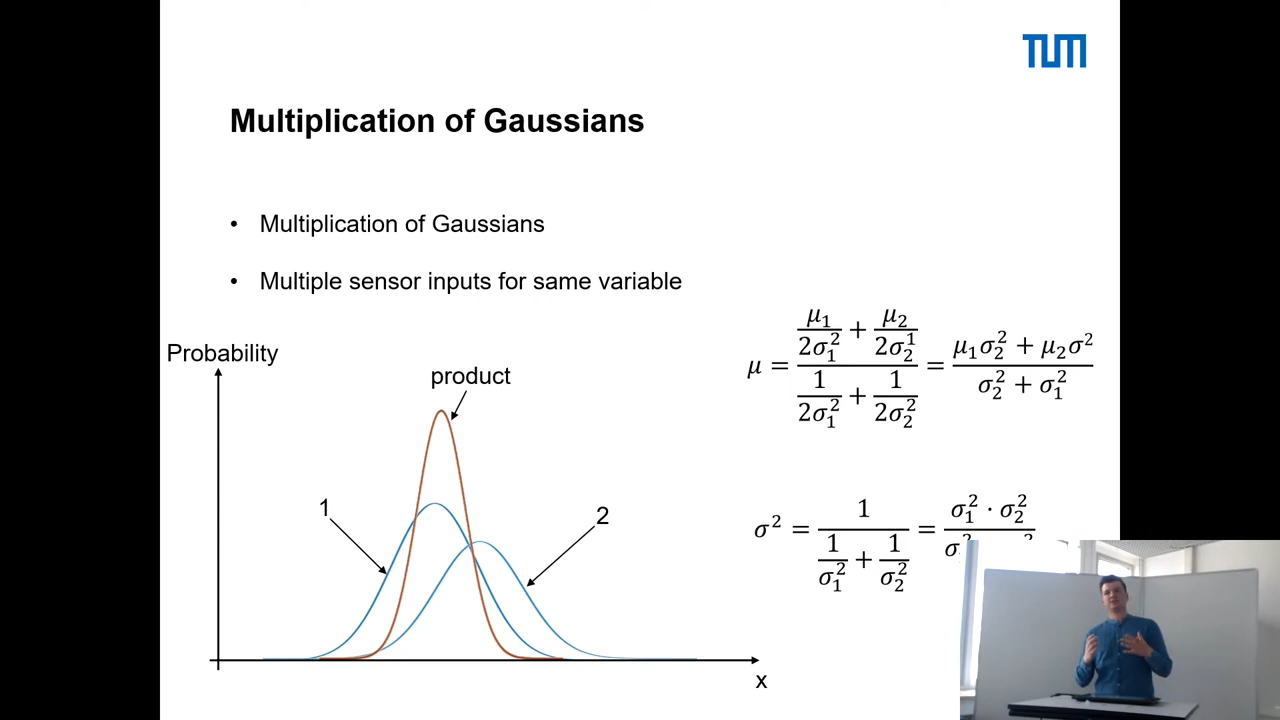 TUM
Multiplication of Gaussians
• Multiplication of Gaussians
• Multiple sensor inputs for same variable
Probability
product
1
2
x
μ = (μ₁/2σ₁² + μ₂/2σ₂¹) / (1/2σ₁² + 1/2σ₂²) = (μ₁σ₂² + μ₂σ²) / (σ₂² + σ₁²)
σ² = 1 / (1/σ₁² + 1/σ₂²) = σ₁² · σ₂² / σ